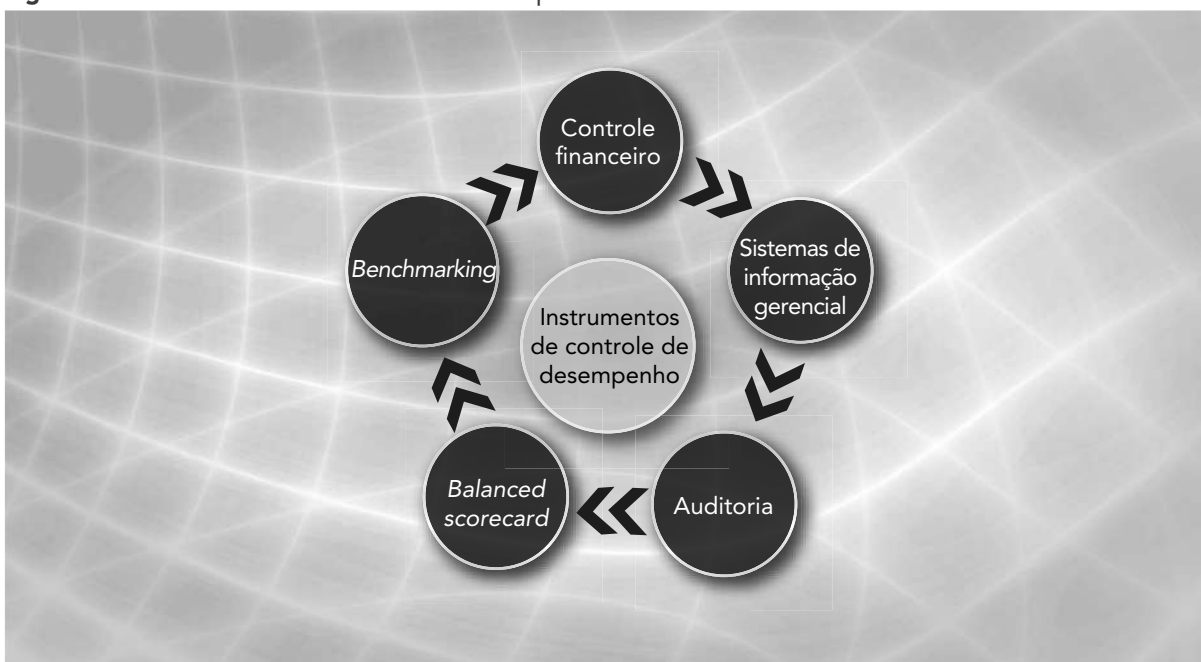 Controle
financeiro
Sistemas de
informação
gerencial
Auditoria
Balanced
scorecard
Benchmarking
Instrumentos
de controle de
desempenho